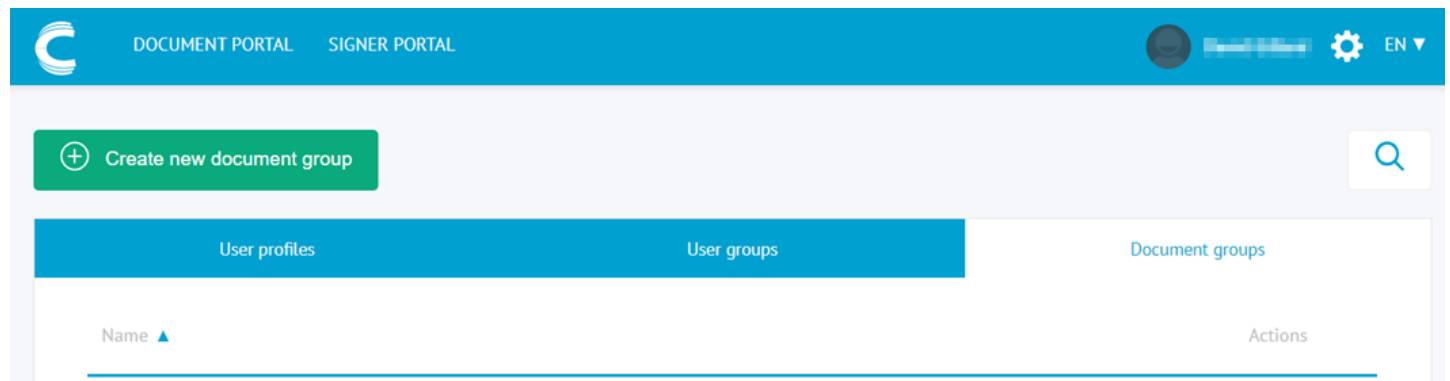 DOCUMENT PORTAL SIGNER PORTAL EN ▼
Create new document group
User profiles User groups Document groups
Name ▲ Actions